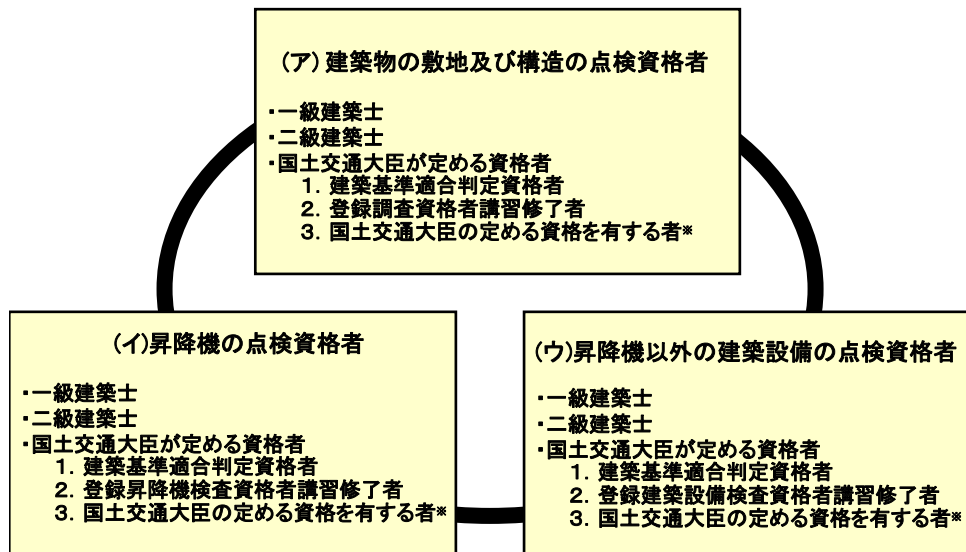 (ア) 建築物の敷地及び構造の点検資格者
・一級建築士
・二級建築士
・国土交通大臣が定める資格者
1. 建築基準適合判定資格者
2. 登録調査資格者講習修了者
3. 国土交通大臣の定める資格を有する者※
(イ)昇降機の点検資格者
・一級建築士
・二級建築士
・国土交通大臣が定める資格者
1. 建築基準適合判定資格者
2. 登録昇降機検査資格者講習修了者
3. 国土交通大臣の定める資格を有する者※
(ウ)昇降機以外の建築設備の点検資格者
・一級建築士
・二級建築士
・国土交通大臣が定める資格者
1. 建築基準適合判定資格者
2. 登録建築設備検査資格者講習修了者
3. 国土交通大臣の定める資格を有する者※